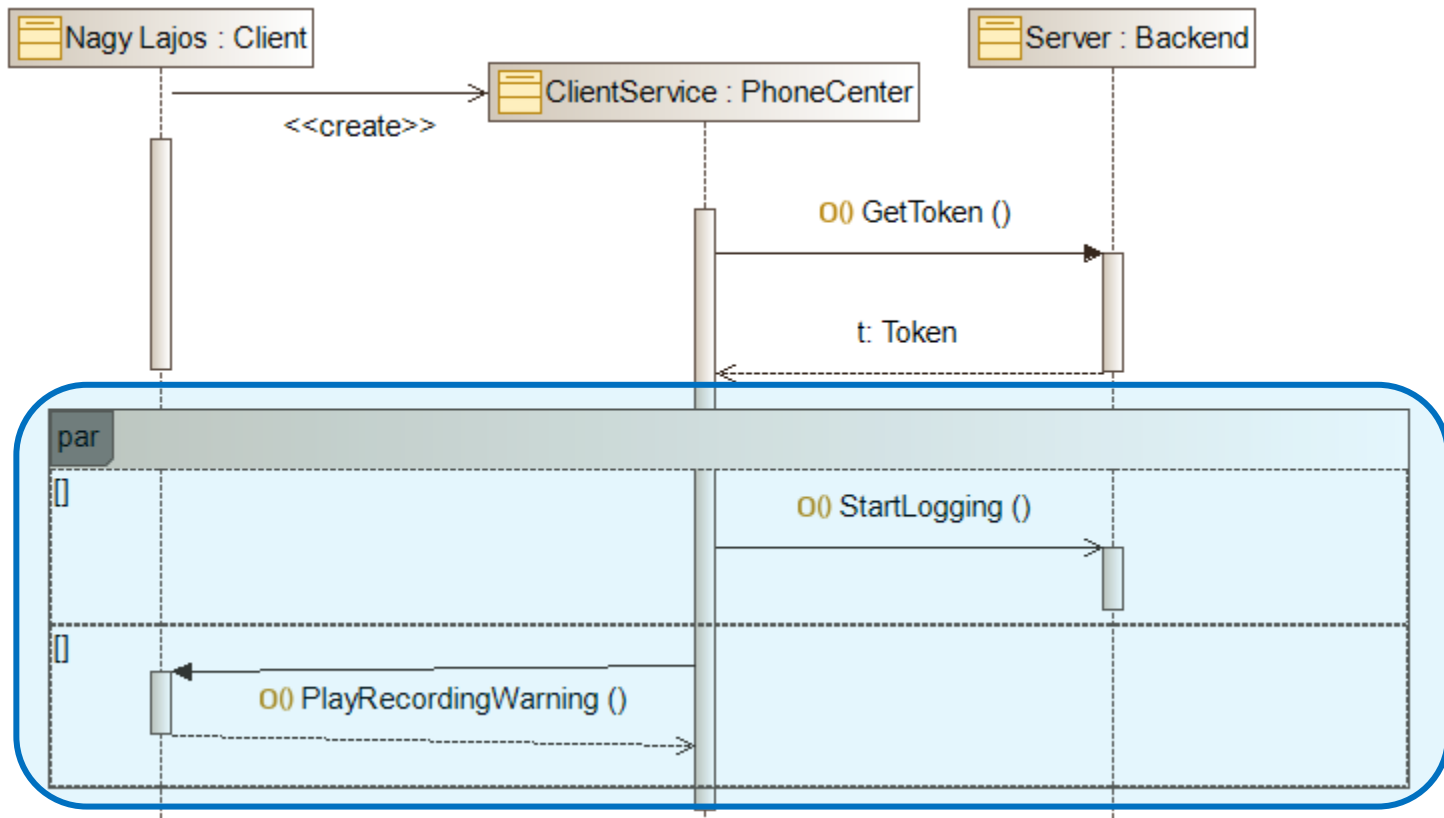 Nagy Lajos : Client
Server : Backend
ClientService : PhoneCenter
<<create>>
O() GetToken ()
t: Token
par
[]
O() StartLogging ()
[]
O() PlayRecordingWarning ()